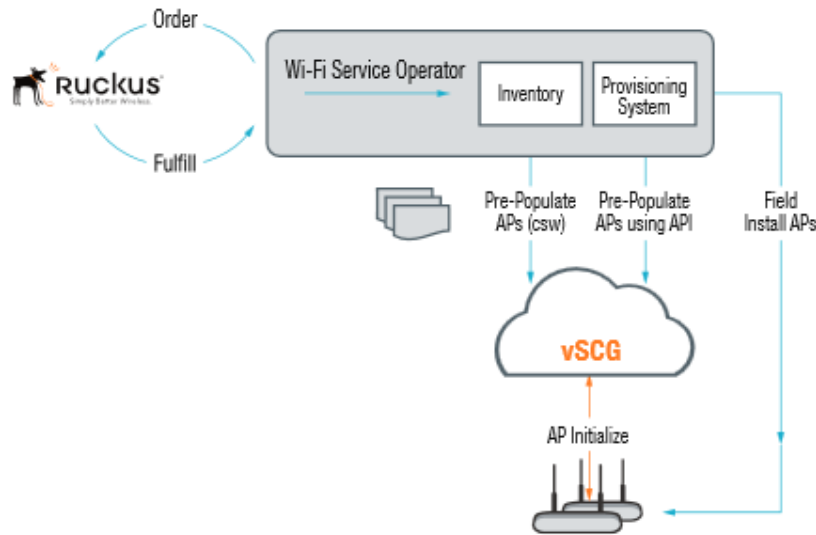 Order
RUCKUS
Simply Better Wireless.
Fulfill
Wi-Fi Service Operator
Inventory
Provisioning
System
Pre-Populate
APs (csw)
Pre-Populate
APs using API
Field
Install APs
vSCG
AP Initialize